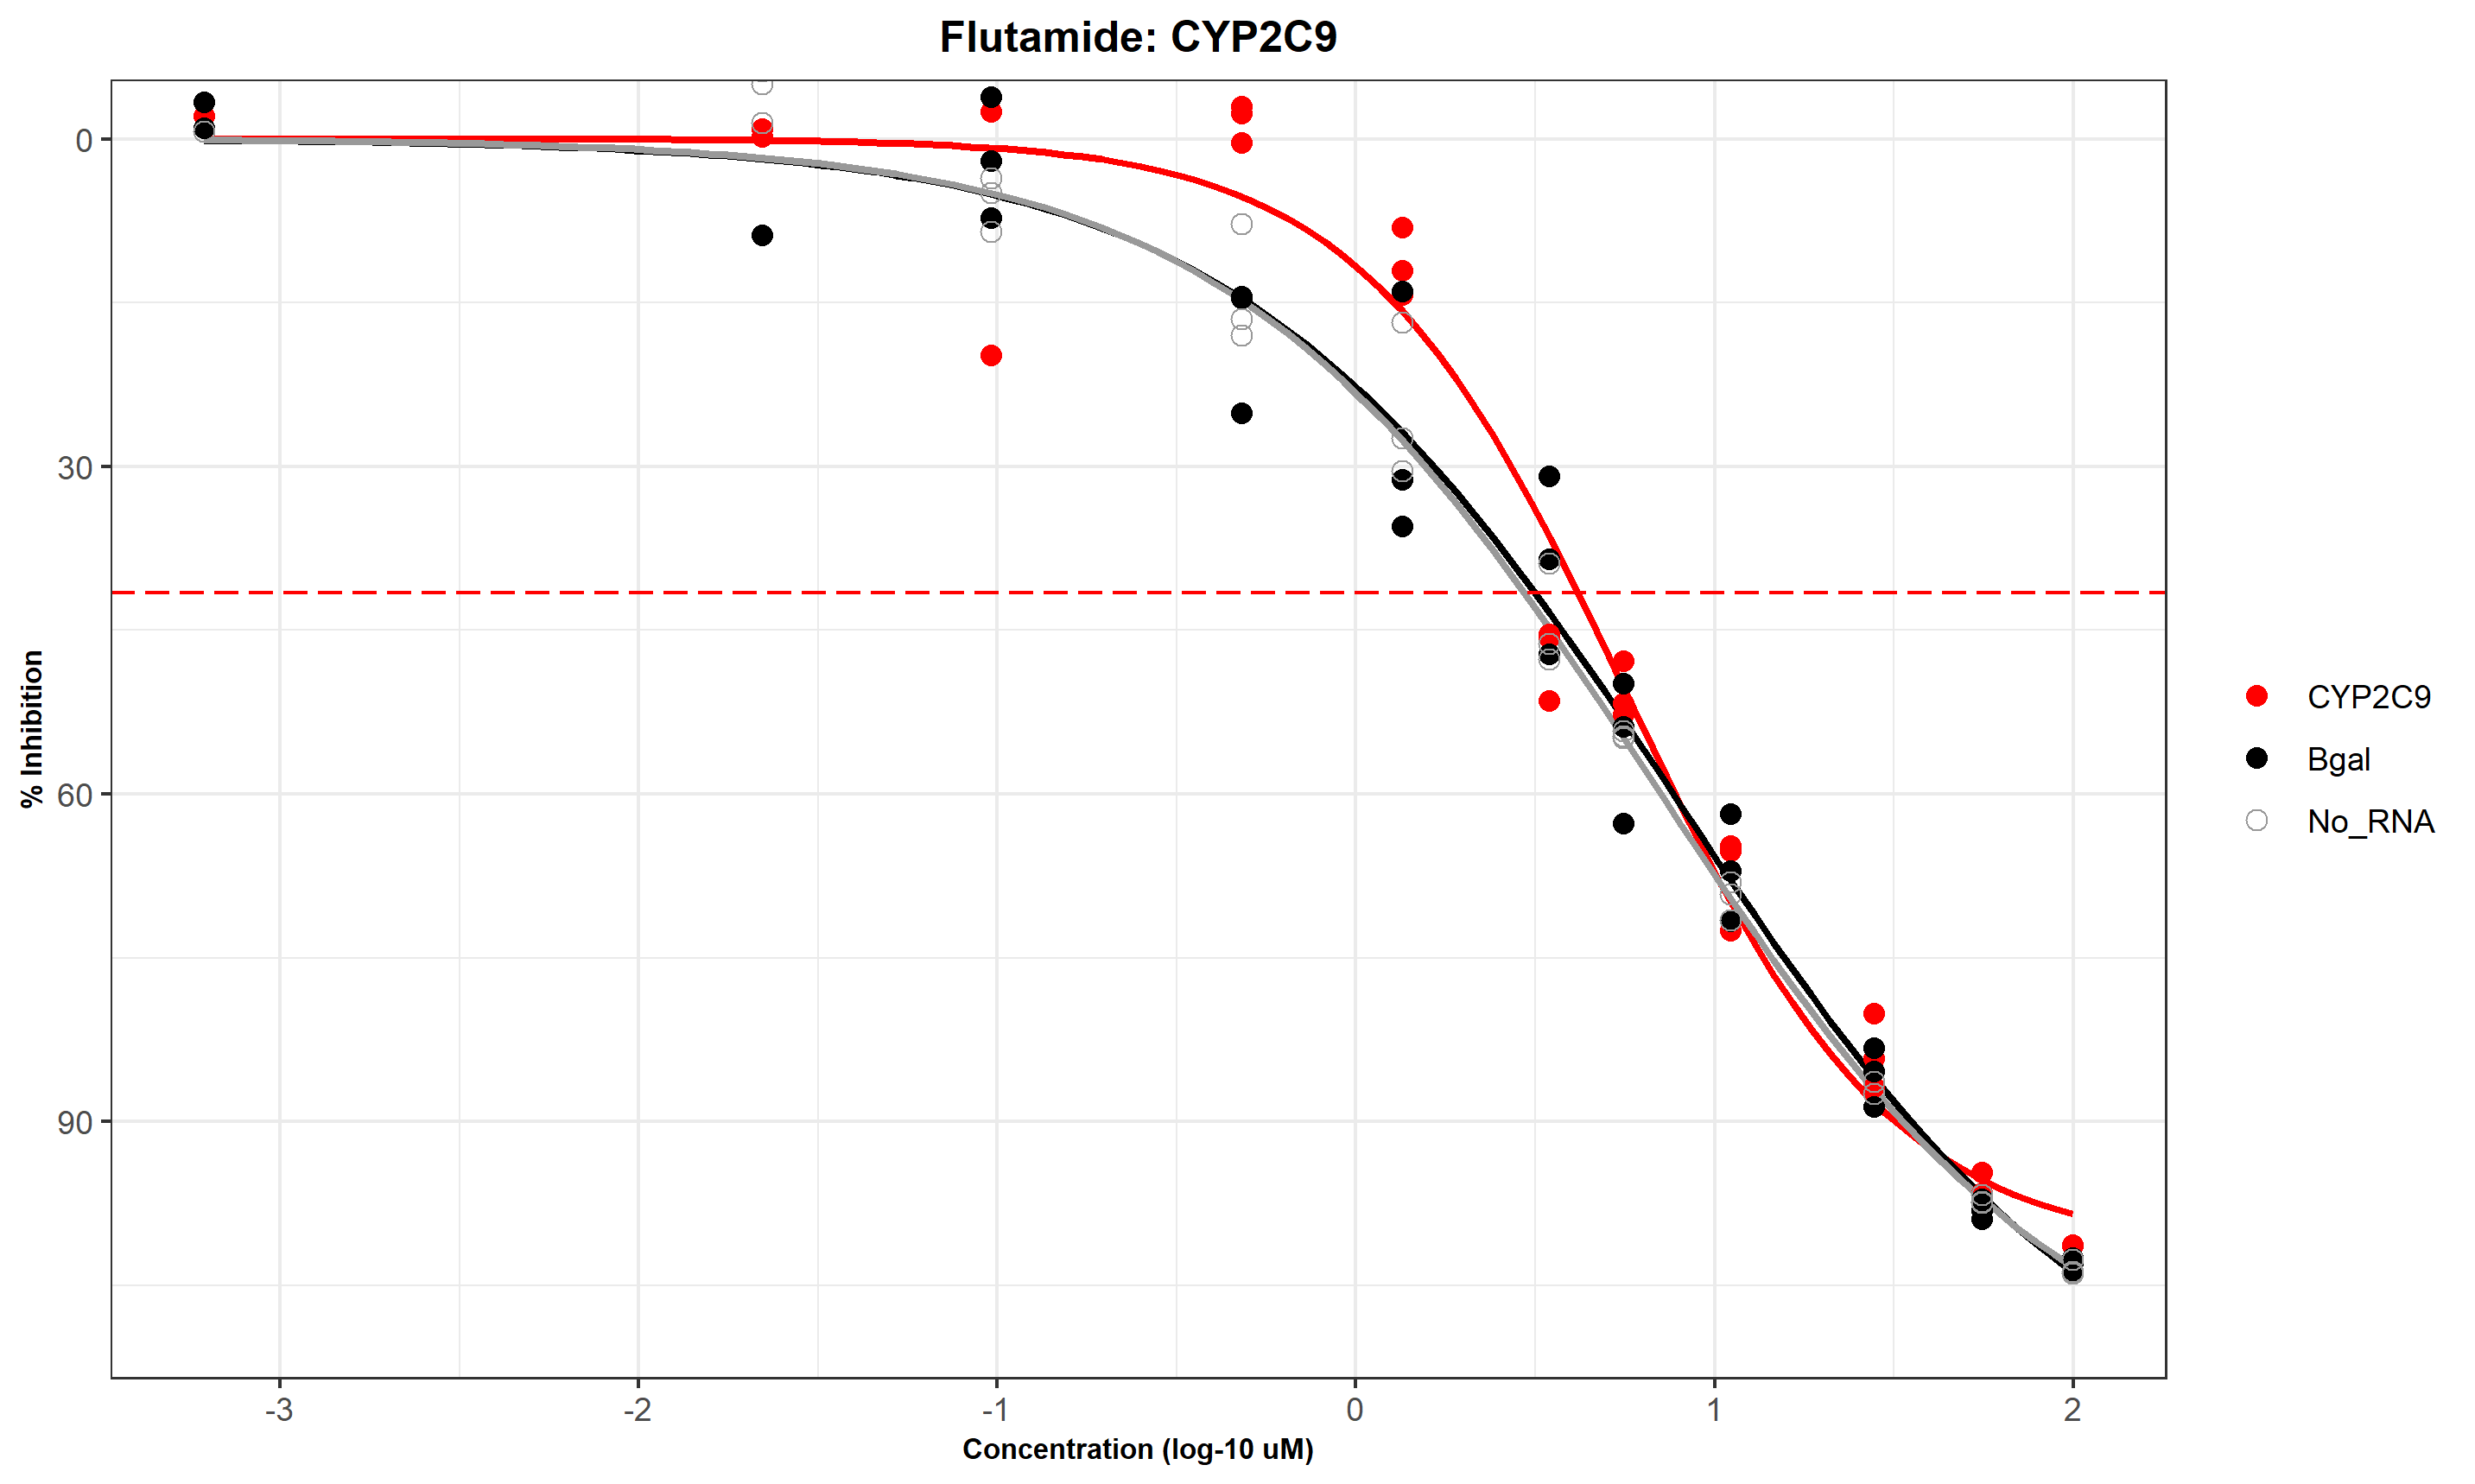 Flutamide: CYP2C9
% Inhibition
0
30
60
90
-3
-2
-1
0
1
2
Concentration (log-10 uM)
CYP2C9
Bgal
No_RNA